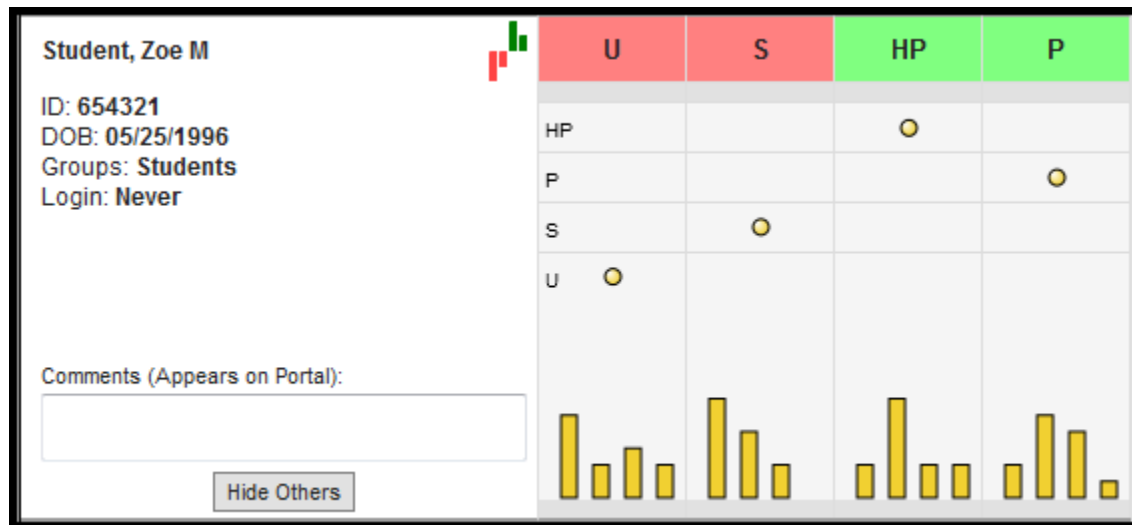 Student, Zoe M
U S HP P
ID: 654321
DOB: 05/25/1996
Groups: Students
Login: Never
HP
P
S
U
Comments (Appears on Portal):
Hide Others